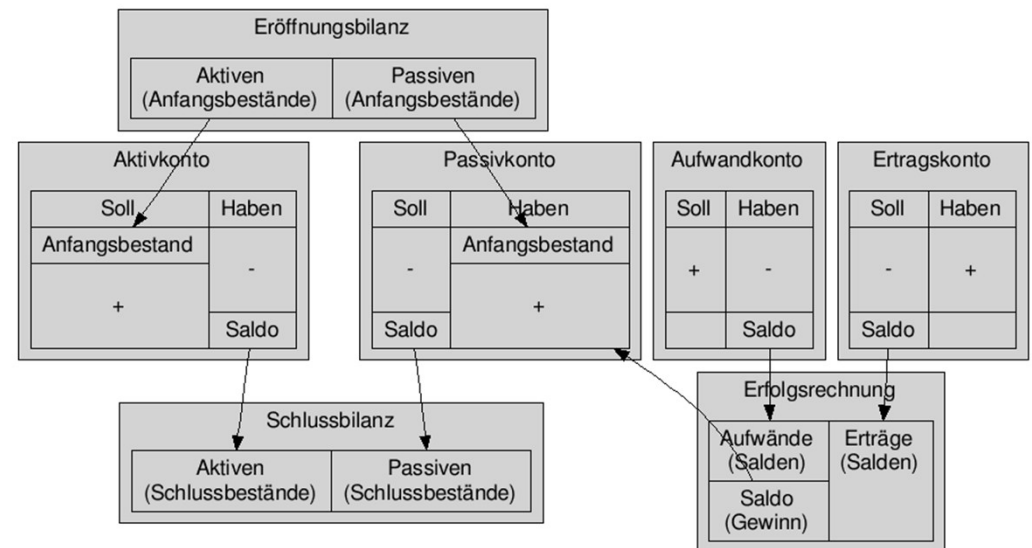 Eröffnungsbilanz
Aktiven
(Anfangsbestände)
Passiven
(Anfangsbestände)
Aktivkonto
Soll
Haben
Anfangsbestand
-
+
Saldo
Passivkonto
Soll
Haben
Anfangsbestand
-
+
Saldo
Aufwandkonto
Soll
Haben
+
-
Saldo
Ertragskonto
Soll
Haben
-
+
Saldo
Schlussbilanz
Aktiven
(Schlussbestände)
Passiven
(Schlussbestände)
Erfolgsrechnung
Aufwände
(Salden)
Erträge
(Salden)
Saldo
(Gewinn)